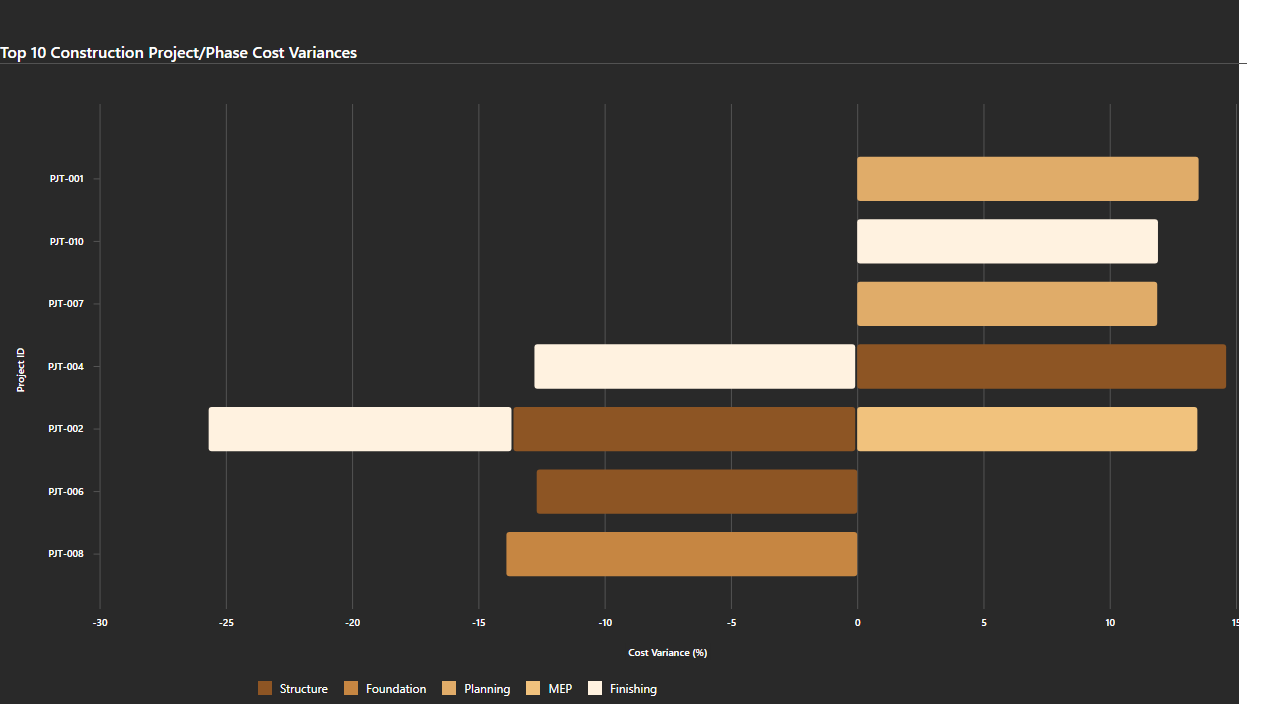 Top 10 Construction Project/Phase Cost Variances
Project ID
PJT-001
PJT-010
PJT-007
PJT-004
PJT-002
PJT-006
PJT-008
-30 -25 -20 -15 -10 -5 0 5 10 15
Cost Variance (%)
Structure Foundation Planning MEP Finishing